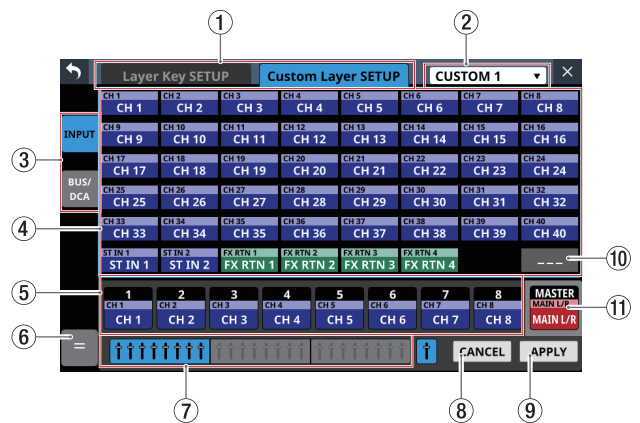 ① ②
Layer Key SETUP Custom Layer SETUP CUSTOM 1 ▼ ×
CH 1 CH 2 CH 3 CH 4 CH 5 CH 6 CH 7 CH 8
CH 1 CH 2 CH 3 CH 4 CH 5 CH 6 CH 7 CH 8
CH 9 CH 10 CH 11 CH 12 CH 13 CH 14 CH 15 CH 16
INPUT CH 9 CH 10 CH 11 CH 12 CH 13 CH 14 CH 15 CH 16
③
CH 17 CH 18 CH 19 CH 20 CH 21 CH 22 CH 23 CH 24
CH 17 CH 18 CH 19 CH 20 CH 21 CH 22 CH 23 CH 24
BUS/
DCA
CH 25 CH 26 CH 27 CH 28 CH 29 CH 30 CH 31 CH 32
CH 25 CH 26 CH 27 CH 28 CH 29 CH 30 CH 31 CH 32
④
CH 33 CH 34 CH 35 CH 36 CH 37 CH 38 CH 39 CH 40
CH 33 CH 34 CH 35 CH 36 CH 37 CH 38 CH 39 CH 40
ST IN 1 ST IN 2 FX RTN 1 FX RTN 2 FX RTN 3 FX RTN 4
ST IN 1 ST IN 2 FX RTN 1 FX RTN 2 FX RTN 3 FX RTN 4 ___ ⑩
⑤ 1 2 3 4 5 6 7 8 MASTER
CH 1 CH 2 CH 3 CH 4 CH 5 CH 6 CH 7 CH 8 MAIN L/R ⑪
CH 1 CH 2 CH 3 CH 4 CH 5 CH 6 CH 7 CH 8 MAIN L/R
⑥ = CANCEL APPLY
⑦ ⑧ ⑨